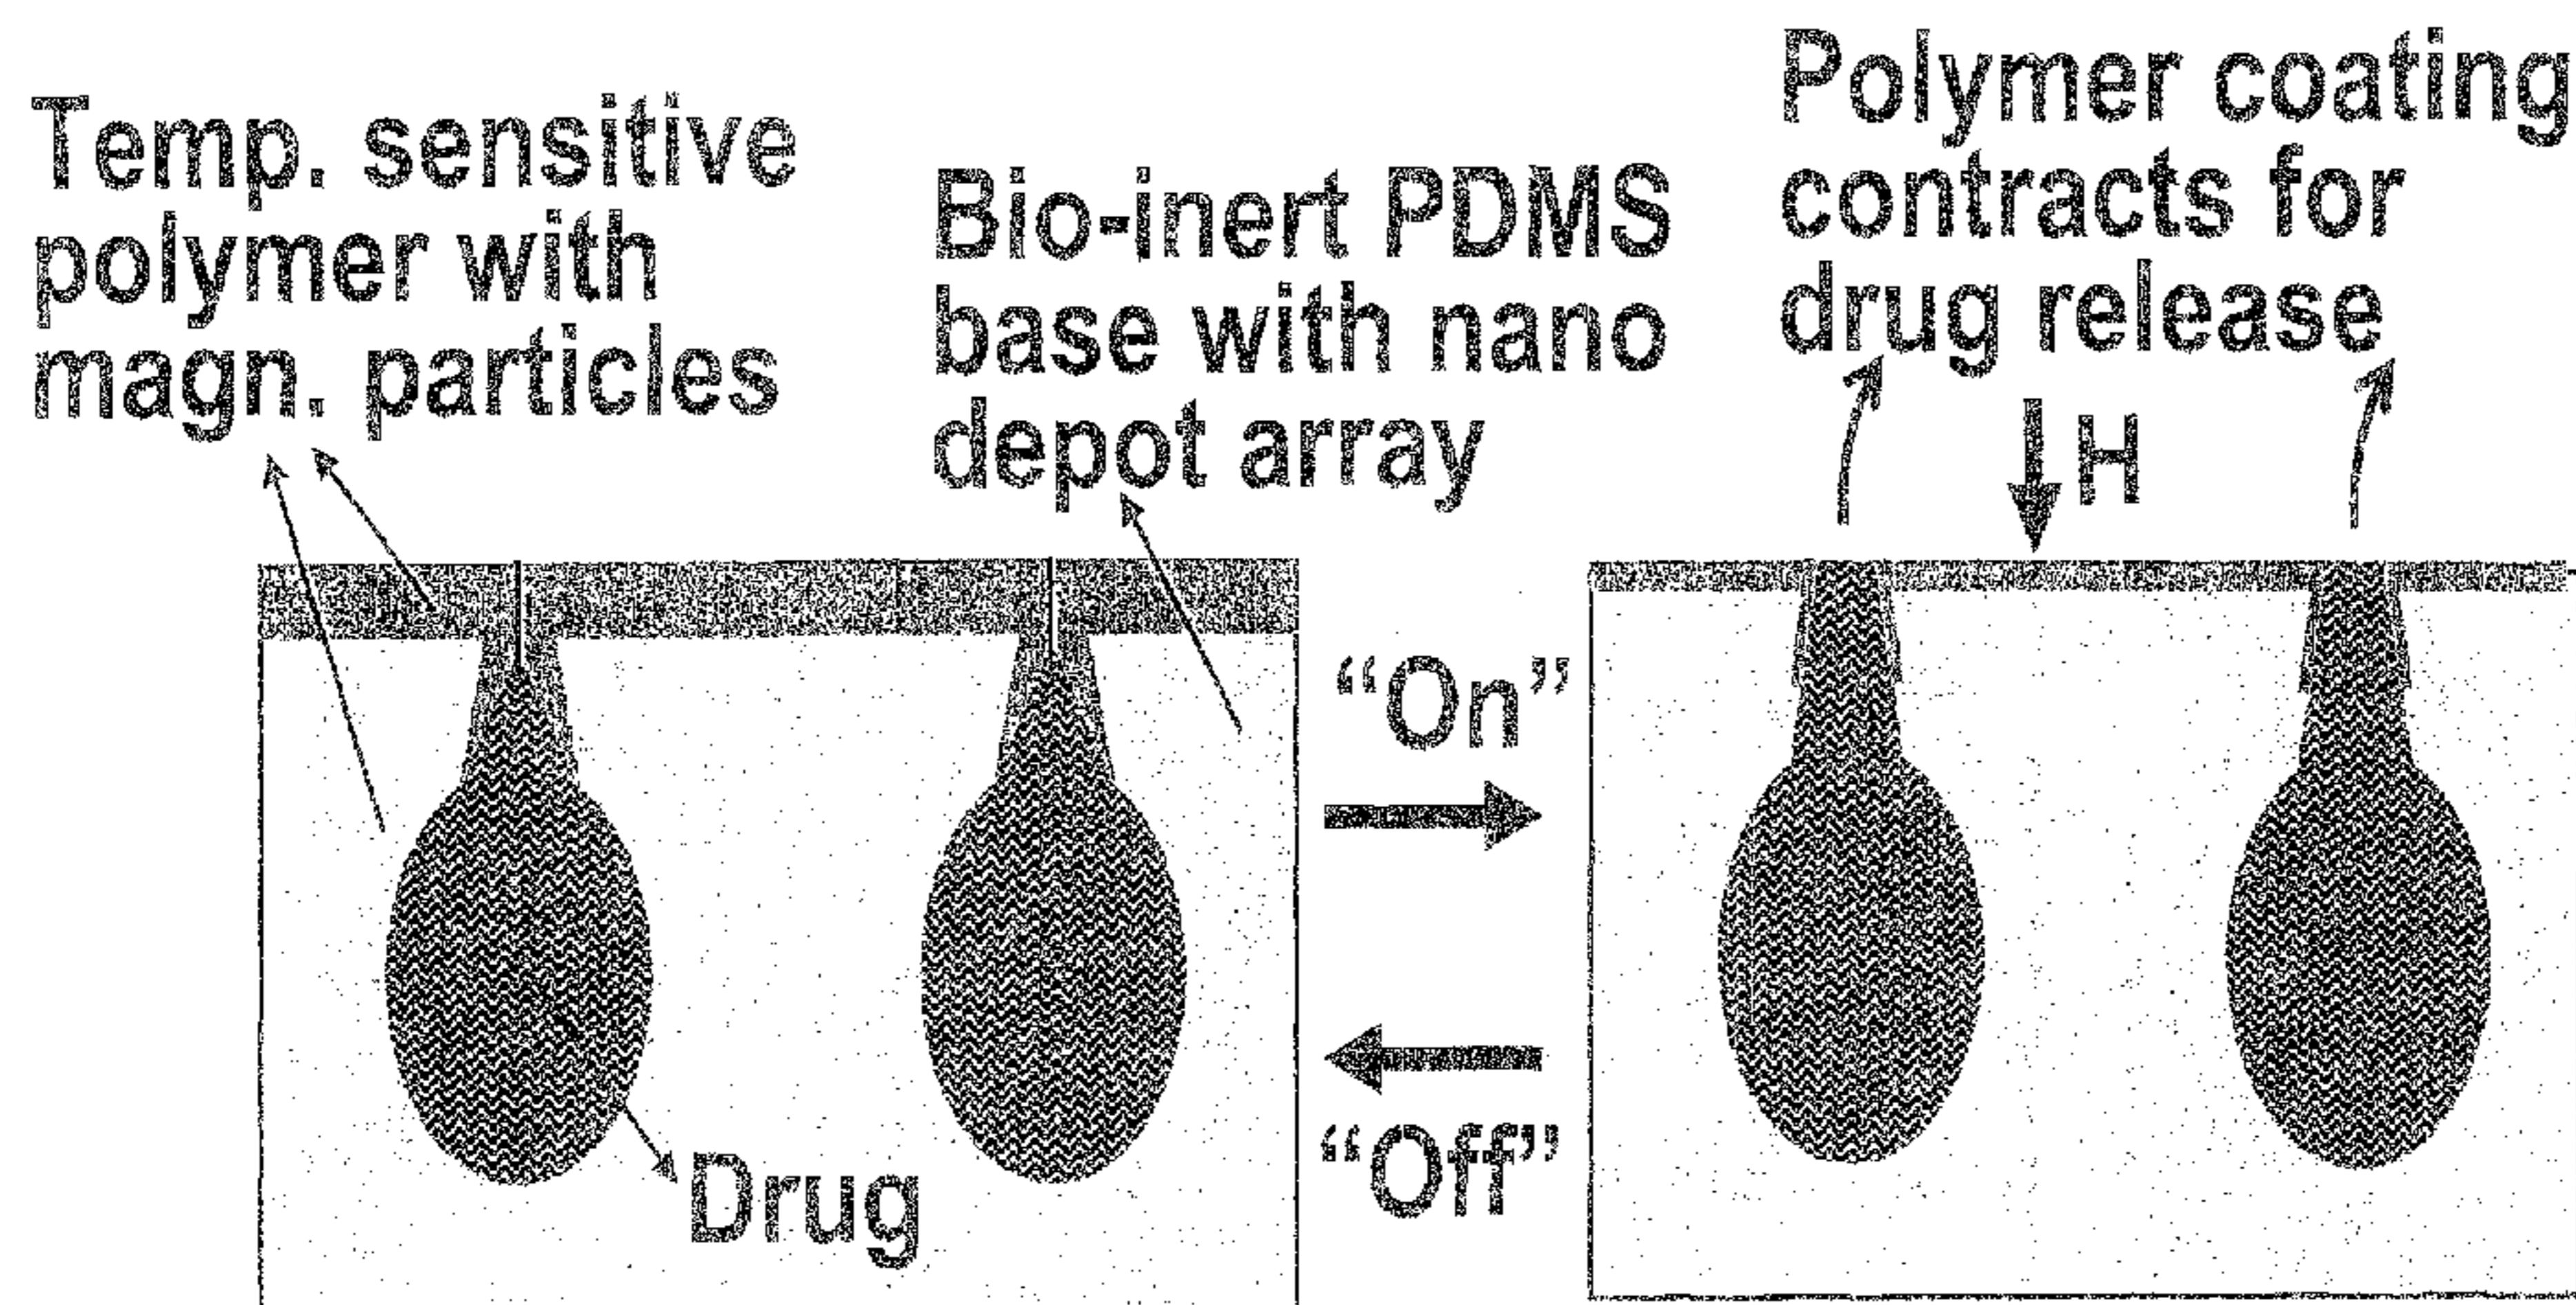 Temp. sensitive
polymer with
magn. particles
Bio-inert PDMS
base with nano
depot array
Polymer coating
contracts for
drug release
H
“On”
“Off”
Drug